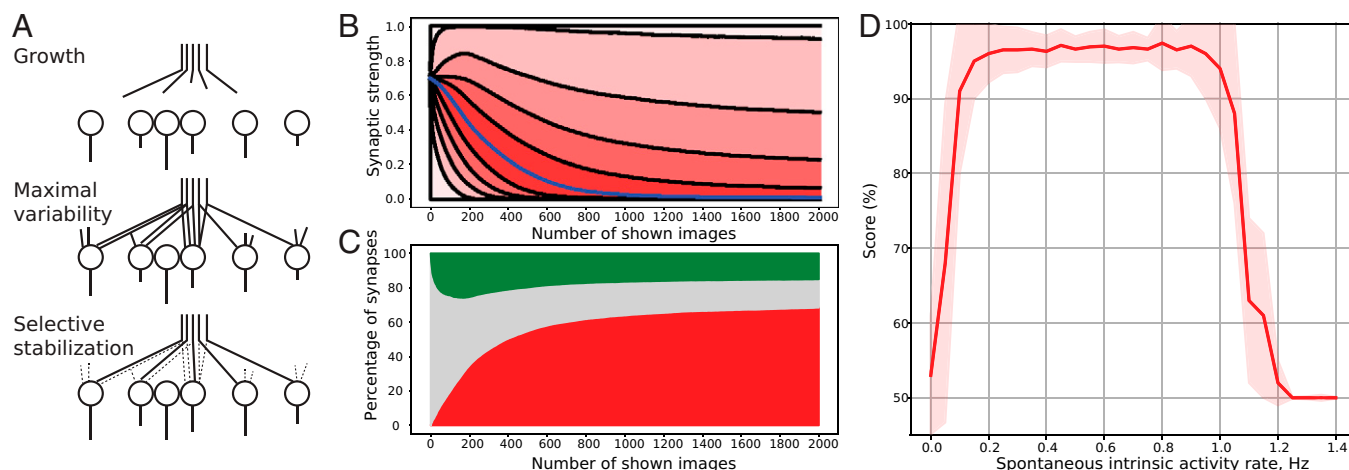 A
Growth
Maximal
variability
Selective
stabilization
B
Synaptic strength
1.0
0.8
0.6
0.4
0.2
0.0
0 200 400 600 800 1000 1200 1400 1600 1800 2000
Number of shown images
C
Percentage of synapses
100
80
60
40
20
0
0 200 400 600 800 1000 1200 1400 1600 1800 2000
Number of shown images
D
Score (%)
100
90
80
70
60
50
0.0 0.2 0.4 0.6 0.8 1.0 1.2 1.4
Spontaneous intrinsic activity rate, Hz